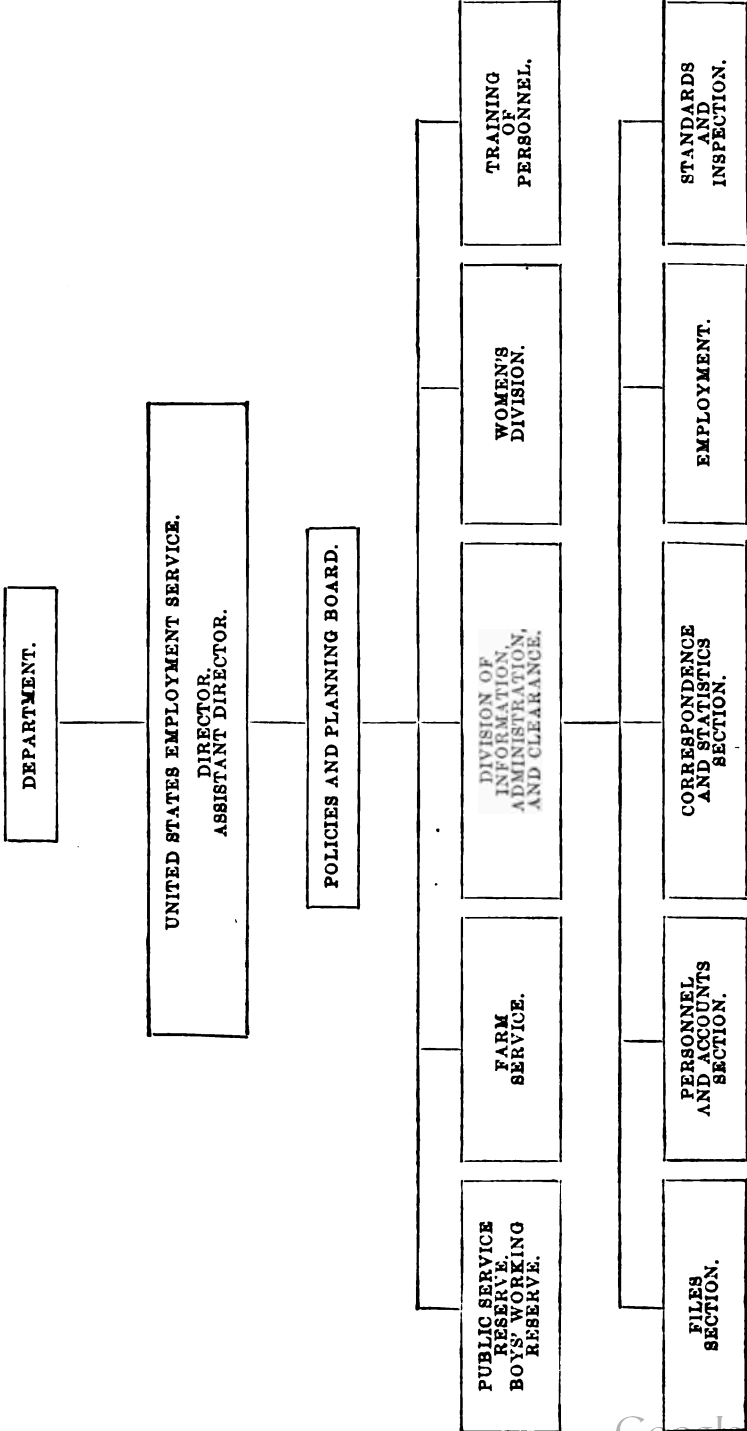 DEPARTMENT.
UNITED STATES EMPLOYMENT SERVICE.
DIRECTOR.
ASSISTANT DIRECTOR.
POLICIES AND PLANNING BOARD.
PUBLIC SERVICE
RESERVE.
BOYS' WORKING
RESERVE.
FARM
SERVICE.
DIVISION OF
INFORMATION,
ADMINISTRATION,
AND CLEARANCE.
WOMEN'S
DIVISION.
TRAINING
OF
PERSONNEL.
FILES
SECTION.
PERSONNEL
AND ACCOUNTS
SECTION.
CORRESPONDENCE
AND STATISTICS
SECTION.
EMPLOYMENT.
STANDARDS
AND
INSPECTION.